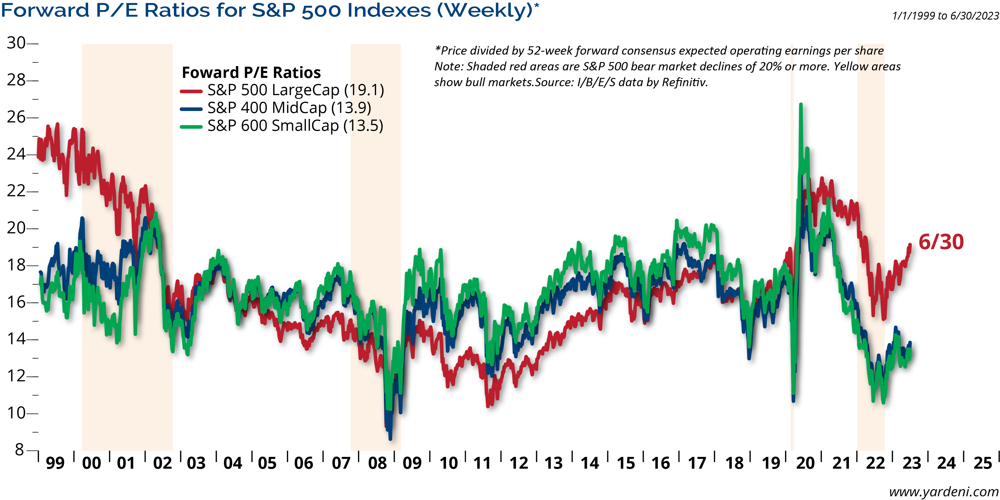 Forward P/E Ratios for S&P 500 Indexes (Weekly)*
1/1/1999 to 6/30/2023
*Price divided by 52-week forward consensus expected operating earnings per share
Note: Shaded red areas are S&P 500 bear market declines of 20% or more. Yellow areas
show bull markets.Source: I/B/E/S data by Refinitiv.
Foward P/E Ratios
S&P 500 LargeCap (19.1)
S&P 400 MidCap (13.9)
S&P 600 SmallCap (13.5)
30
28
26
24
22
20
18
16
14
12
10
8
6/30
99 00 01 02 03 04 05 06 07 08 09 10 11 12 13 14 15 16 17 18 19 20 21 22 23 24 25
www.yardeni.com